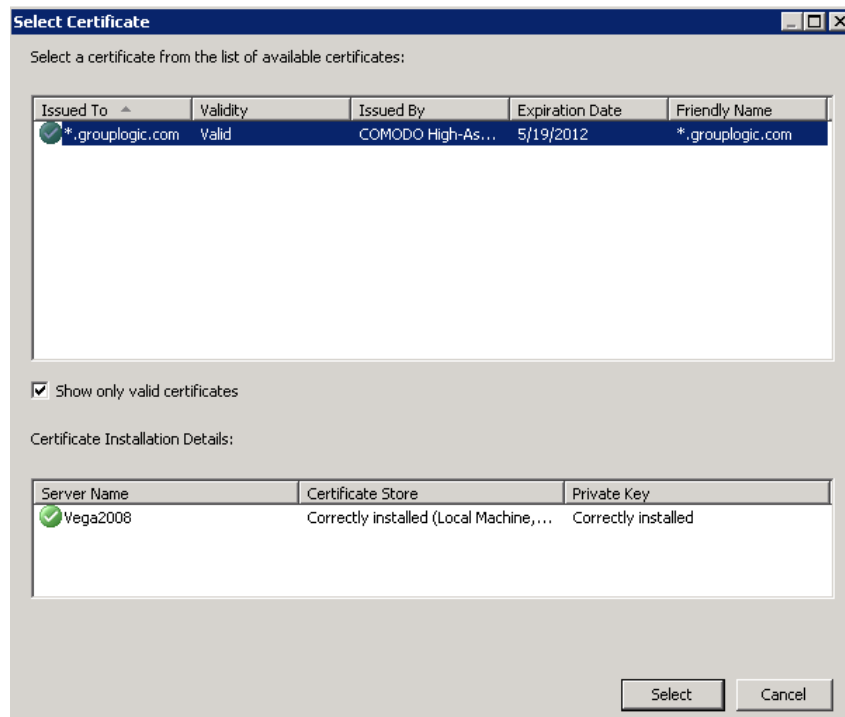 Select Certificate
Select a certificate from the list of available certificates:
Issued To Validity Issued By Expiration Date Friendly Name
*.grouplogic.com Valid COMODO High-As... 5/19/2012 *.grouplogic.com
Show only valid certificates
Certificate Installation Details:
Server Name Certificate Store Private Key
Vega2008 Correctly installed (Local Machine,... Correctly installed
Select Cancel